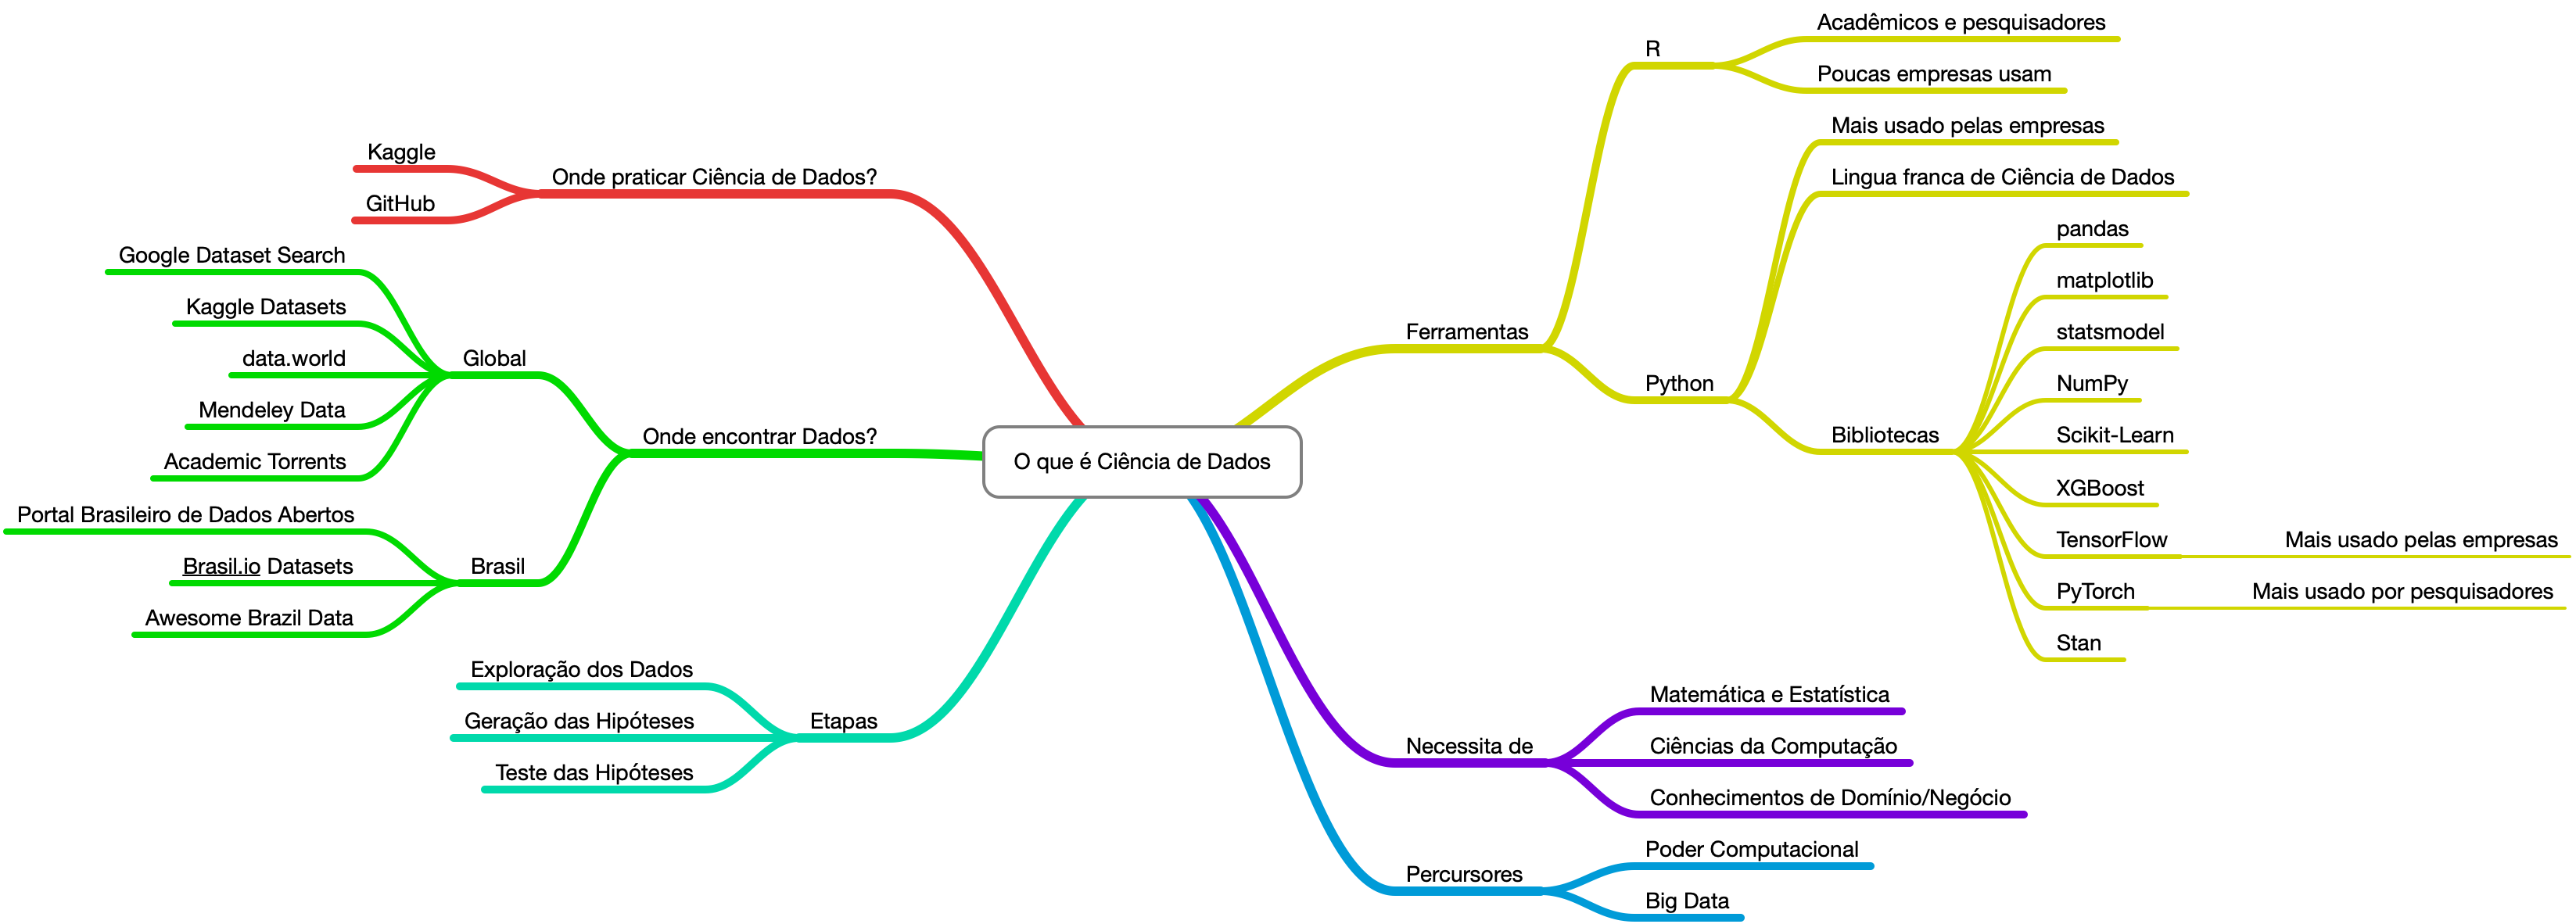 O que é Ciência de Dados
Ferramentas
R
Acadêmicos e pesquisadores
Poucas empresas usam
Python
Mais usado pelas empresas
Lingua franca de Ciência de Dados
Bibliotecas
pandas
matplotlib
statsmodel
NumPy
Scikit-Learn
XGBoost
TensorFlow
Mais usado pelas empresas
PyTorch
Mais usado por pesquisadores
Stan
Necessita de
Matemática e Estatística
Ciências da Computação
Conhecimentos de Domínio/Negócio
Percursores
Poder Computacional
Big Data
Onde praticar Ciência de Dados?
Kaggle
GitHub
Onde encontrar Dados?
Global
Google Dataset Search
Kaggle Datasets
data.world
Mendeley Data
Academic Torrents
Brasil
Portal Brasileiro de Dados Abertos
Brasil.io Datasets
Awesome Brazil Data
Etapas
Exploração dos Dados
Geração das Hipóteses
Teste das Hipóteses